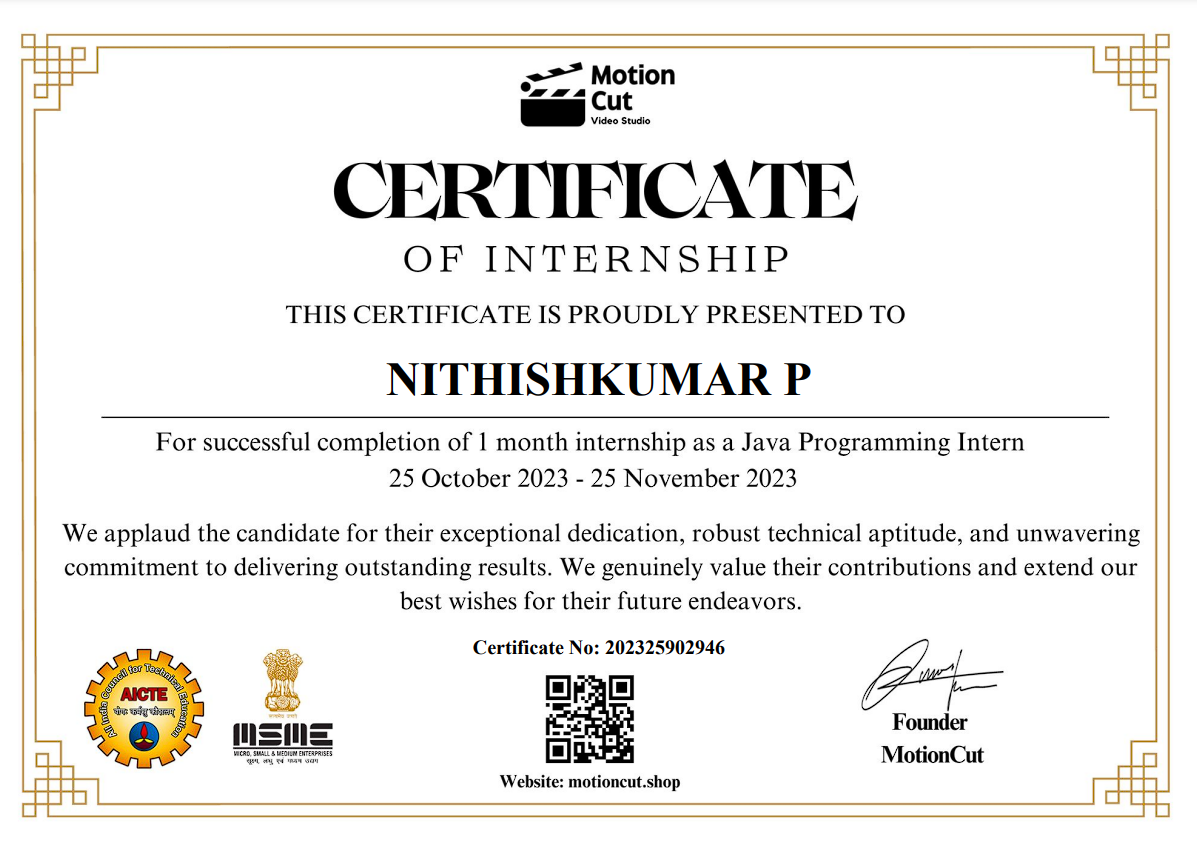 Motion
Cut
Video Studio
CERTIFICATE
OF INTERNSHIP
THIS CERTIFICATE IS PROUDLY PRESENTED TO
NITHISHKUMAR P
For successful completion of 1 month internship as a Java Programming Intern
25 October 2023 - 25 November 2023
We applaud the candidate for their exceptional dedication, robust technical aptitude, and unwavering
commitment to delivering outstanding results. We genuinely value their contributions and extend our
best wishes for their future endeavors.
Certificate No: 202325902946
All India Council for Technical Education
AICTE
योगः कर्मसु कौशलम्
MSME
MICRO, SMALL & MEDIUM ENTERPRISES
सूक्ष्म, लघु एवं मध्यम उद्यम
Website: motioncut.shop
Founder
MotionCut